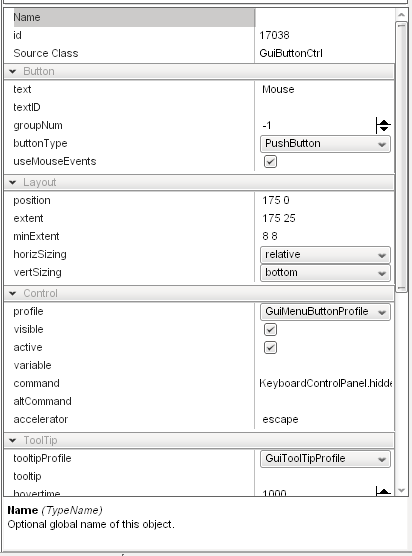 Name
id 17038
Source Class GuiButtonCtrl
Button
text Mouse
textID
groupNum -1
buttonType PushButton
useMouseEvents
Layout
position 175 0
extent 175 25
minExtent 8 8
horizSizing relative
vertSizing bottom
Control
profile GuiMenuButtonProfile
visible
active
variable
command KeyboardControlPanel.hidde
altCommand
accelerator escape
ToolTip
tooltipProfile GuiToolTipProfile
tooltip
hovertime 1000
Name (TypeName)
Optional global name of this object.